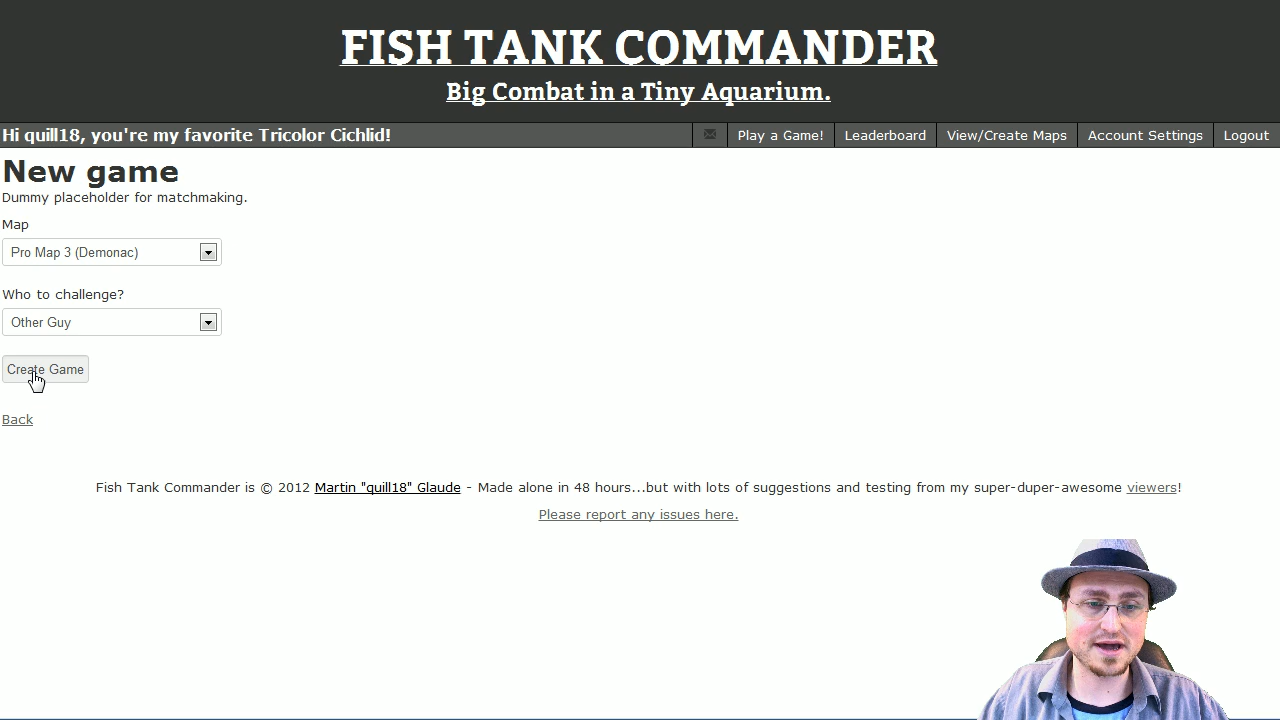 FISH TANK COMMANDER
Big Combat in a Tiny Aquarium.
Hi quill18, you're my favorite Tricolor Cichlid!
Play a Game!
Leaderboard
View/Create Maps
Account Settings
Logout
New game
Dummy placeholder for matchmaking.
Map
Pro Map 3 (Demonac)
Who to challenge?
Other Guy
Create Game
Back
Fish Tank Commander is © 2012 Martin "quill18" Glaude - Made alone in 48 hours...but with lots of suggestions and testing from my super-duper-awesome viewers!
Please report any issues here.